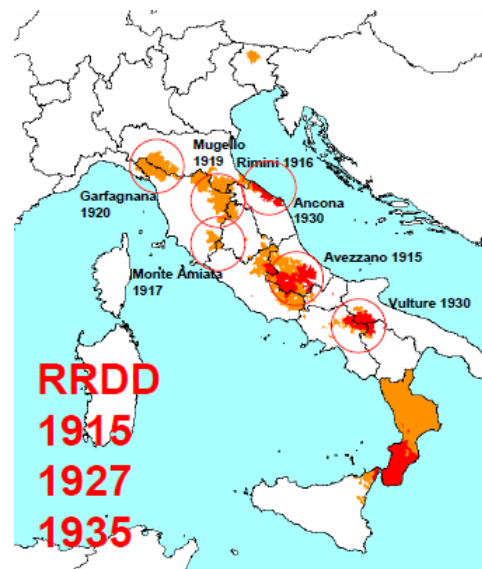 Mugello
1919
Rimini 1916
Garfagnana
1920
Ancona
1930
Avezzano 1915
Monte Amiata
1917
Vulture 1930
RRDD
1915
1927
1935